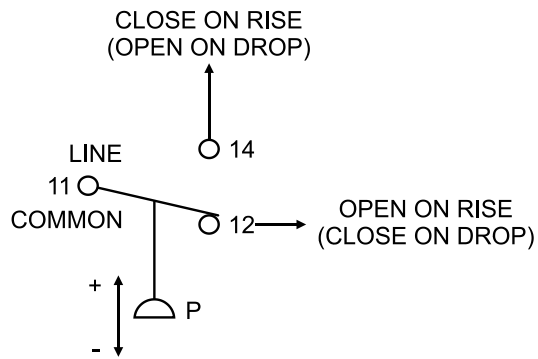 CLOSE ON RISE
(OPEN ON DROP)
14
LINE
11
COMMON
12
OPEN ON RISE
(CLOSE ON DROP)
+
P
-